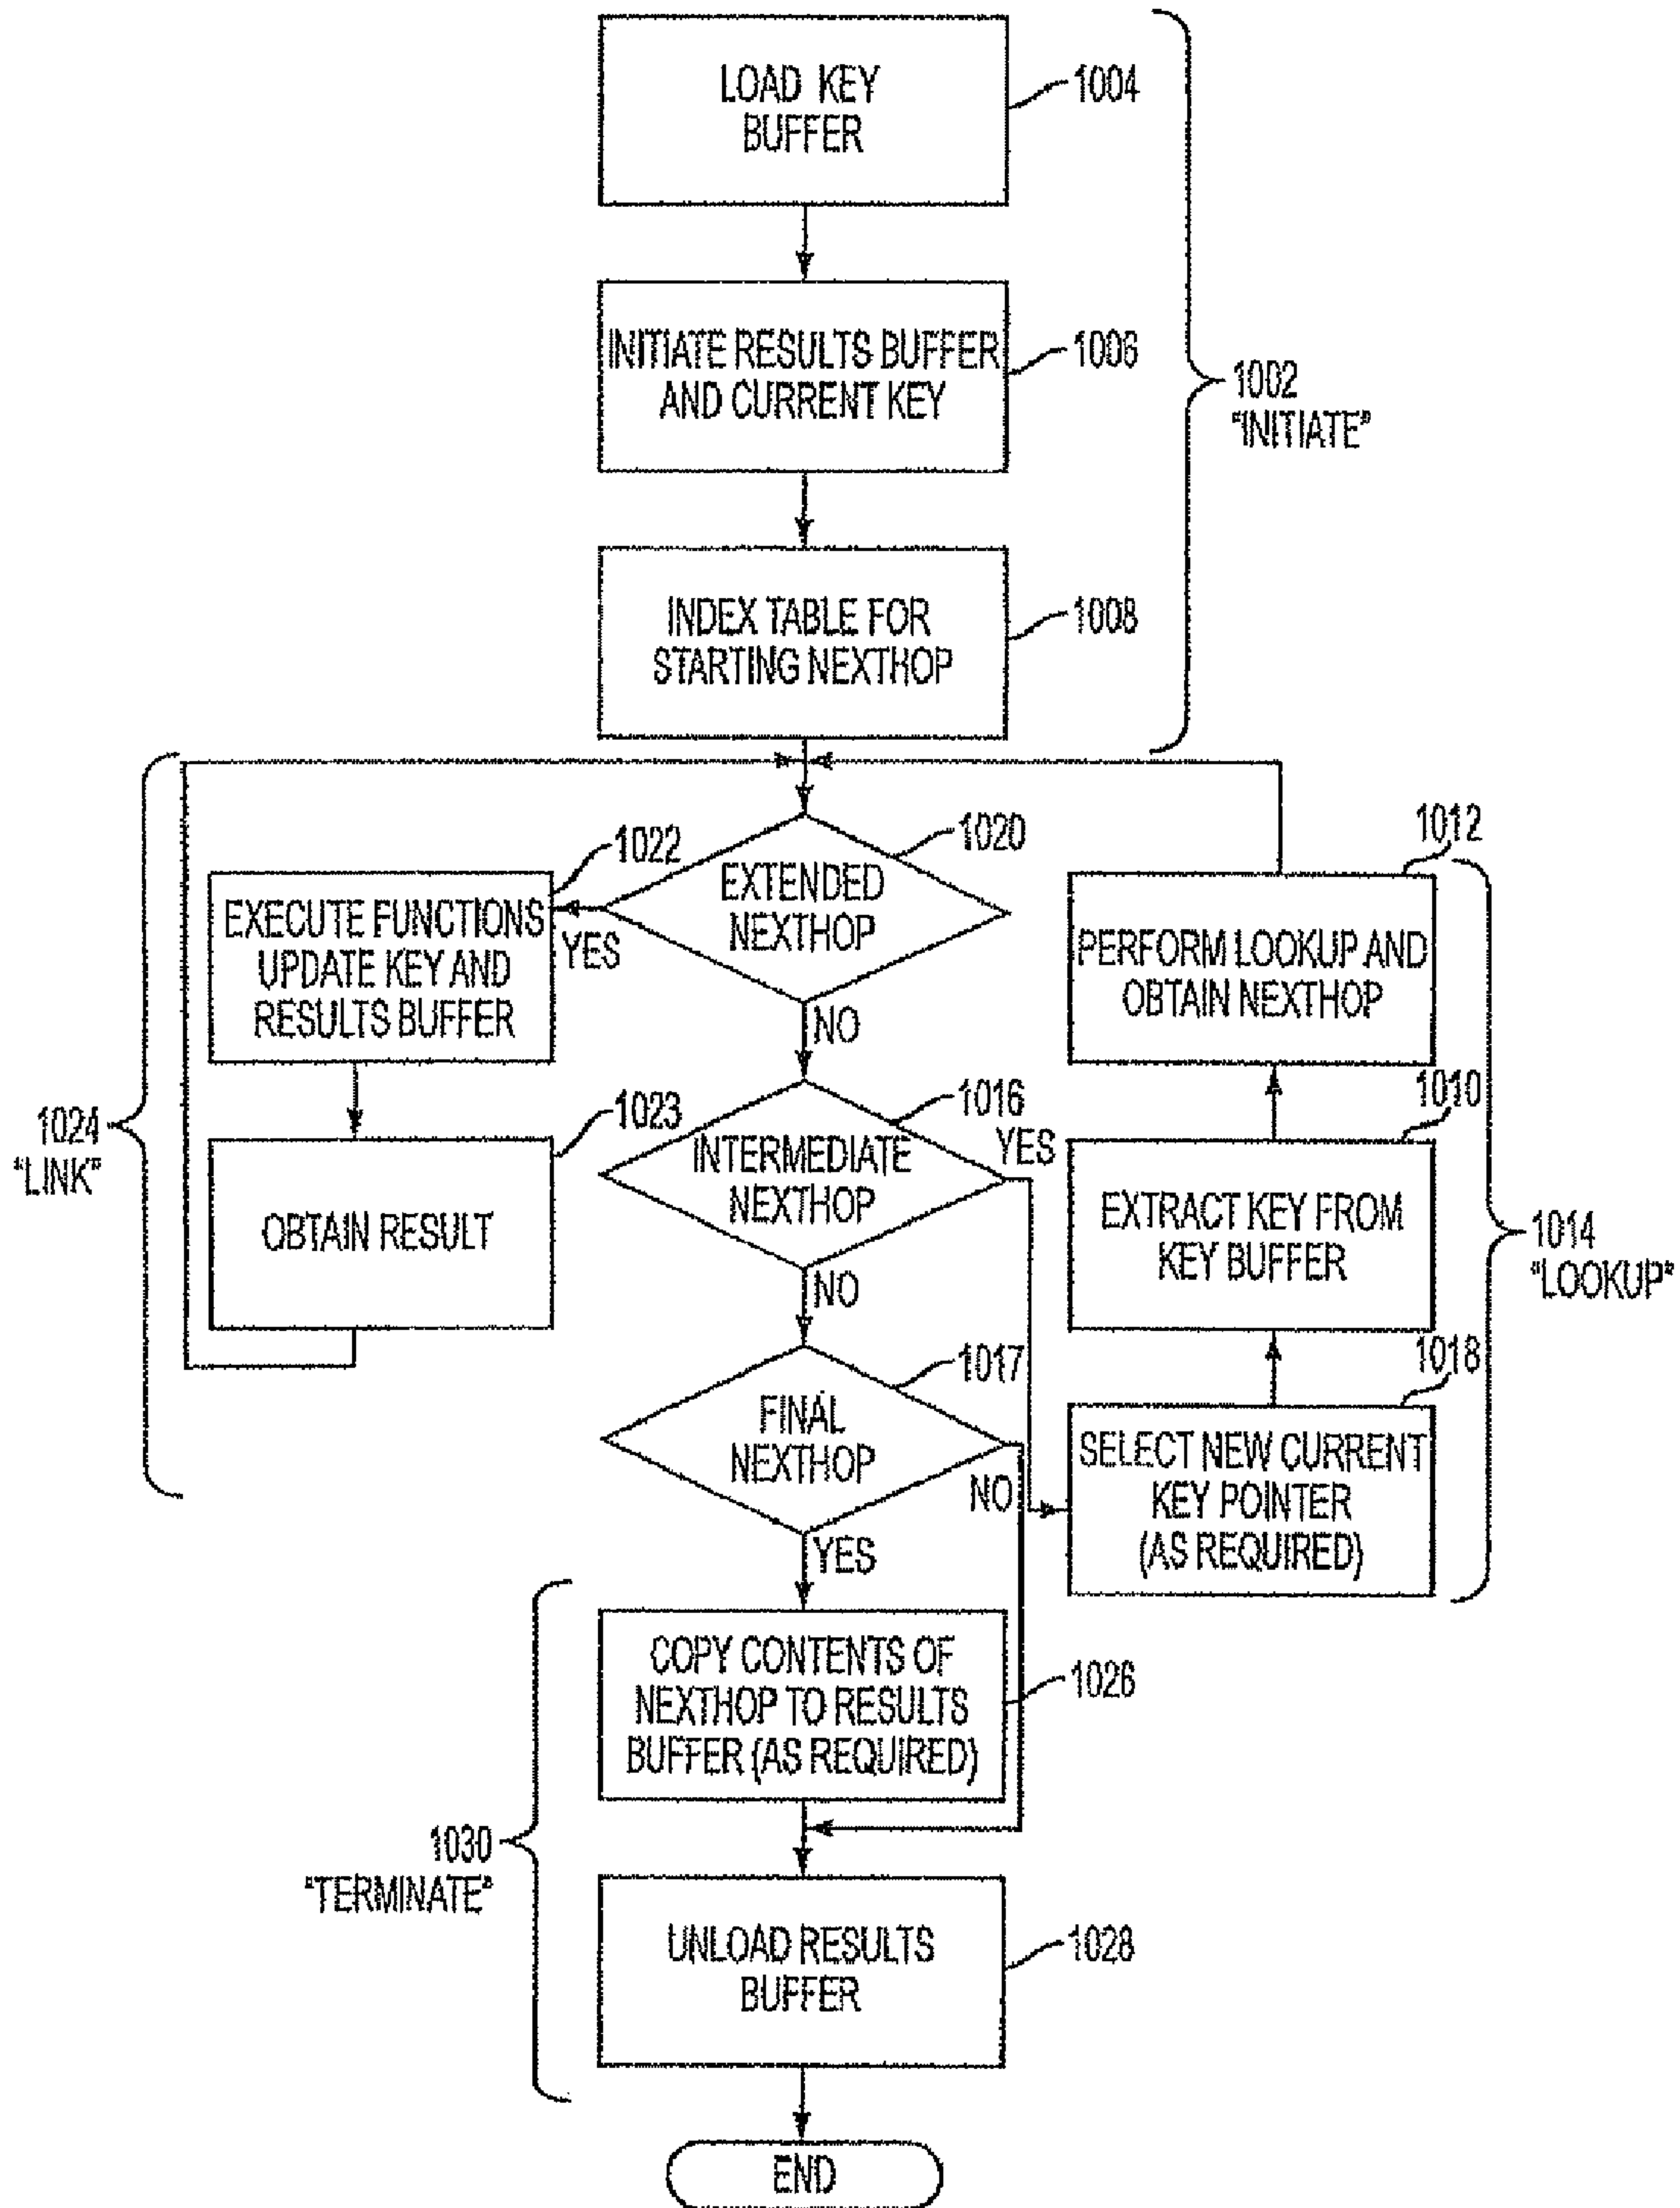 LOAD KEY
BUFFER
1004
INITIATE RESULTS BUFFER
AND CURRENT KEY
1006
1002
"INITIATE"
INDEX TABLE FOR
STARTING NEXTHOP
1008
EXTENDED
NEXTHOP
1020
YES
NO
1022
EXECUTE FUNCTIONS
UPDATE KEY AND
RESULTS BUFFER
1023
OBTAIN RESULT
1024
"LINK"
INTERMEDIATE
NEXTHOP
1016
YES
NO
1012
PERFORM LOOKUP AND
OBTAIN NEXTHOP
1010
EXTRACT KEY FROM
KEY BUFFER
1014
"LOOKUP"
1018
SELECT NEW CURRENT
KEY POINTER
(AS REQUIRED)
FINAL
NEXTHOP
1017
NO
YES
COPY CONTENTS OF
NEXTHOP TO RESULTS
BUFFER (AS REQUIRED)
1026
1030
"TERMINATE"
UNLOAD RESULTS
BUFFER
1028
END